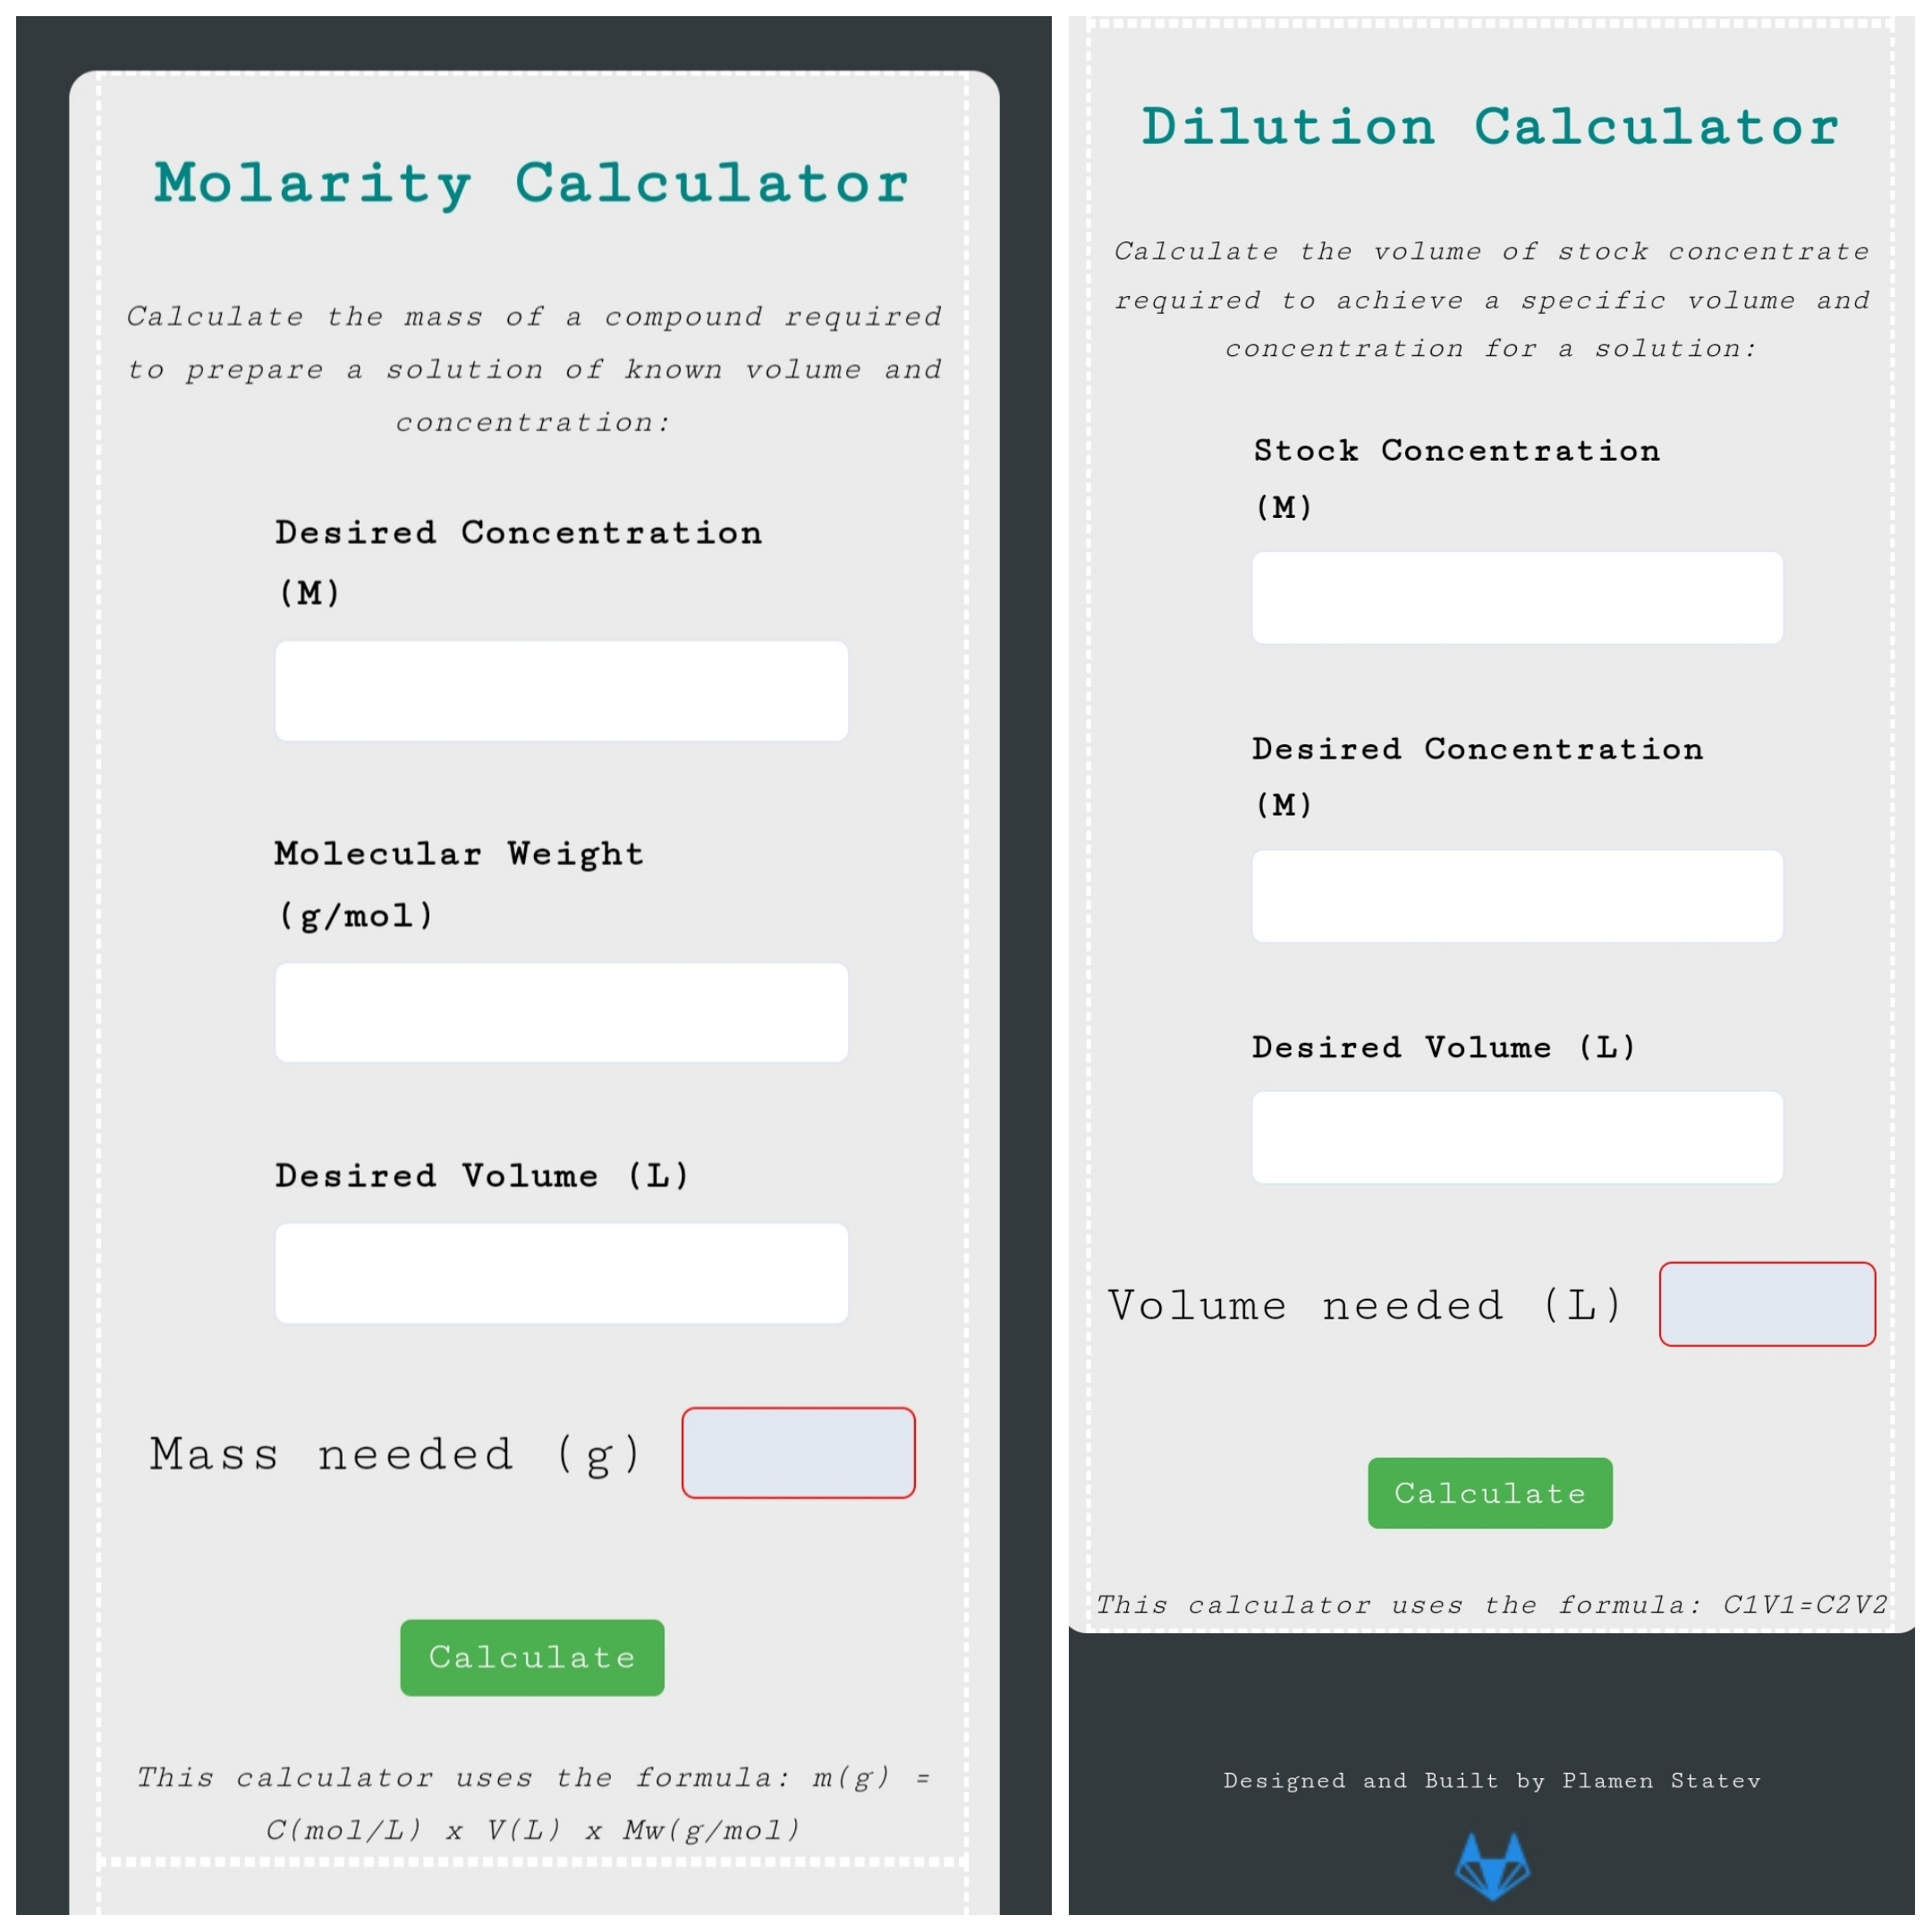 Molarity Calculator
Calculate the mass of a compound required
to prepare a solution of known volume and
concentration:
Desired Concentration
(M)
Molecular Weight
(g/mol)
Desired Volume (L)
Mass needed (g)
Calculate
This calculator uses the formula: m(g) =
C(mol/L) x V(L) x Mw(g/mol)
Dilution Calculator
Calculate the volume of stock concentrate
required to achieve a specific volume and
concentration for a solution:
Stock Concentration
(M)
Desired Concentration
(M)
Desired Volume (L)
Volume needed (L)
Calculate
This calculator uses the formula: C1V1=C2V2
Designed and Built by Plamen Statev